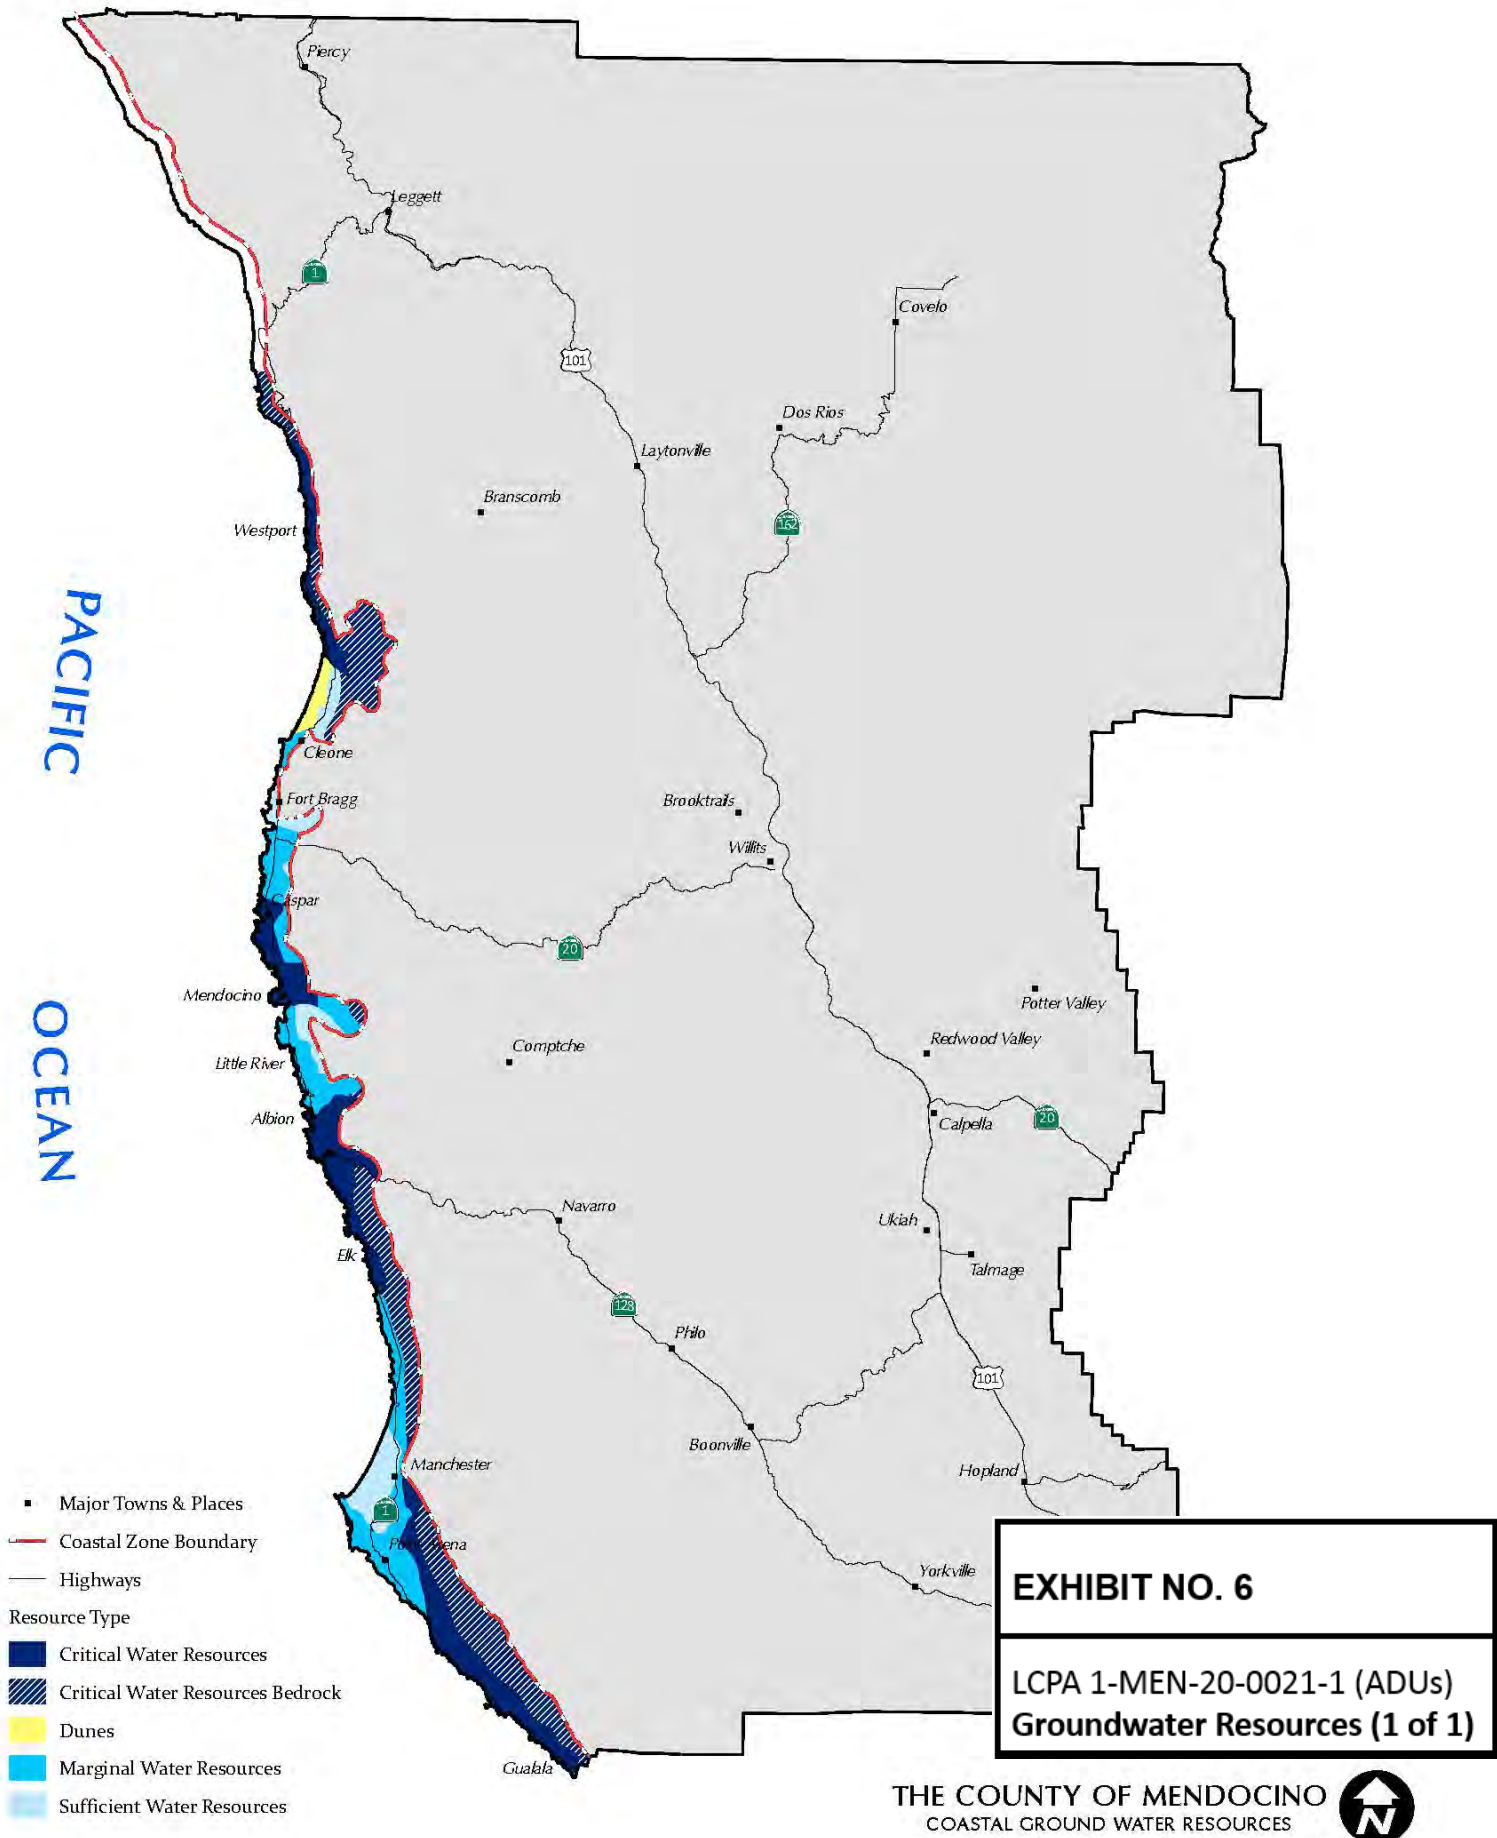 Piercy
Leggett
1
Covelo
101
Dos Rios
Laytonville
Branscomb
162
Westport
PACIFIC
Cleone
Fort Bragg
Brooktrails
Willits
Caspar
20
Mendocino
Potter Valley
OCEAN
Redwood Valley
Comptche
Little River
Albion
20
Calpella
Navarro
Ukiah
Elk
Talmage
128
Philo
101
Boonville
Manchester
Hopland
1
Yorkville
Gualala
Major Towns & Places
Coastal Zone Boundary
Highways
Resource Type
Critical Water Resources
Critical Water Resources Bedrock
Dunes
Marginal Water Resources
Sufficient Water Resources
EXHIBIT NO. 6
LCPA 1-MEN-20-0021-1 (ADUs)
Groundwater Resources (1 of 1)
THE COUNTY OF MENDOCINO
COASTAL GROUND WATER RESOURCES
N